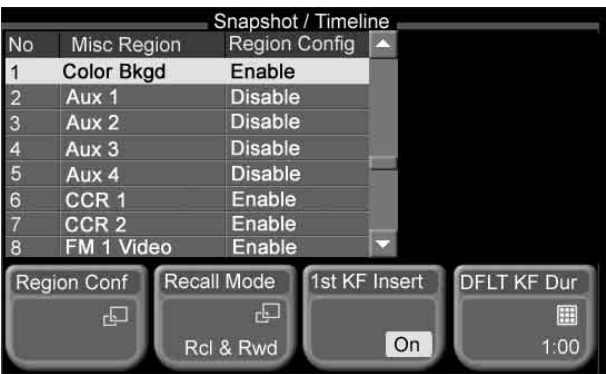 Snapshot / Timeline
No Misc Region Region Config
1 Color Bkgd Enable
2 Aux 1 Disable
3 Aux 2 Disable
4 Aux 3 Disable
5 Aux 4 Disable
6 CCR 1 Enable
7 CCR 2 Enable
8 FM 1 Video Enable
Region Conf Recall Mode 1st KF Insert DFLT KF Dur
Rcl & Rwd On 1:00